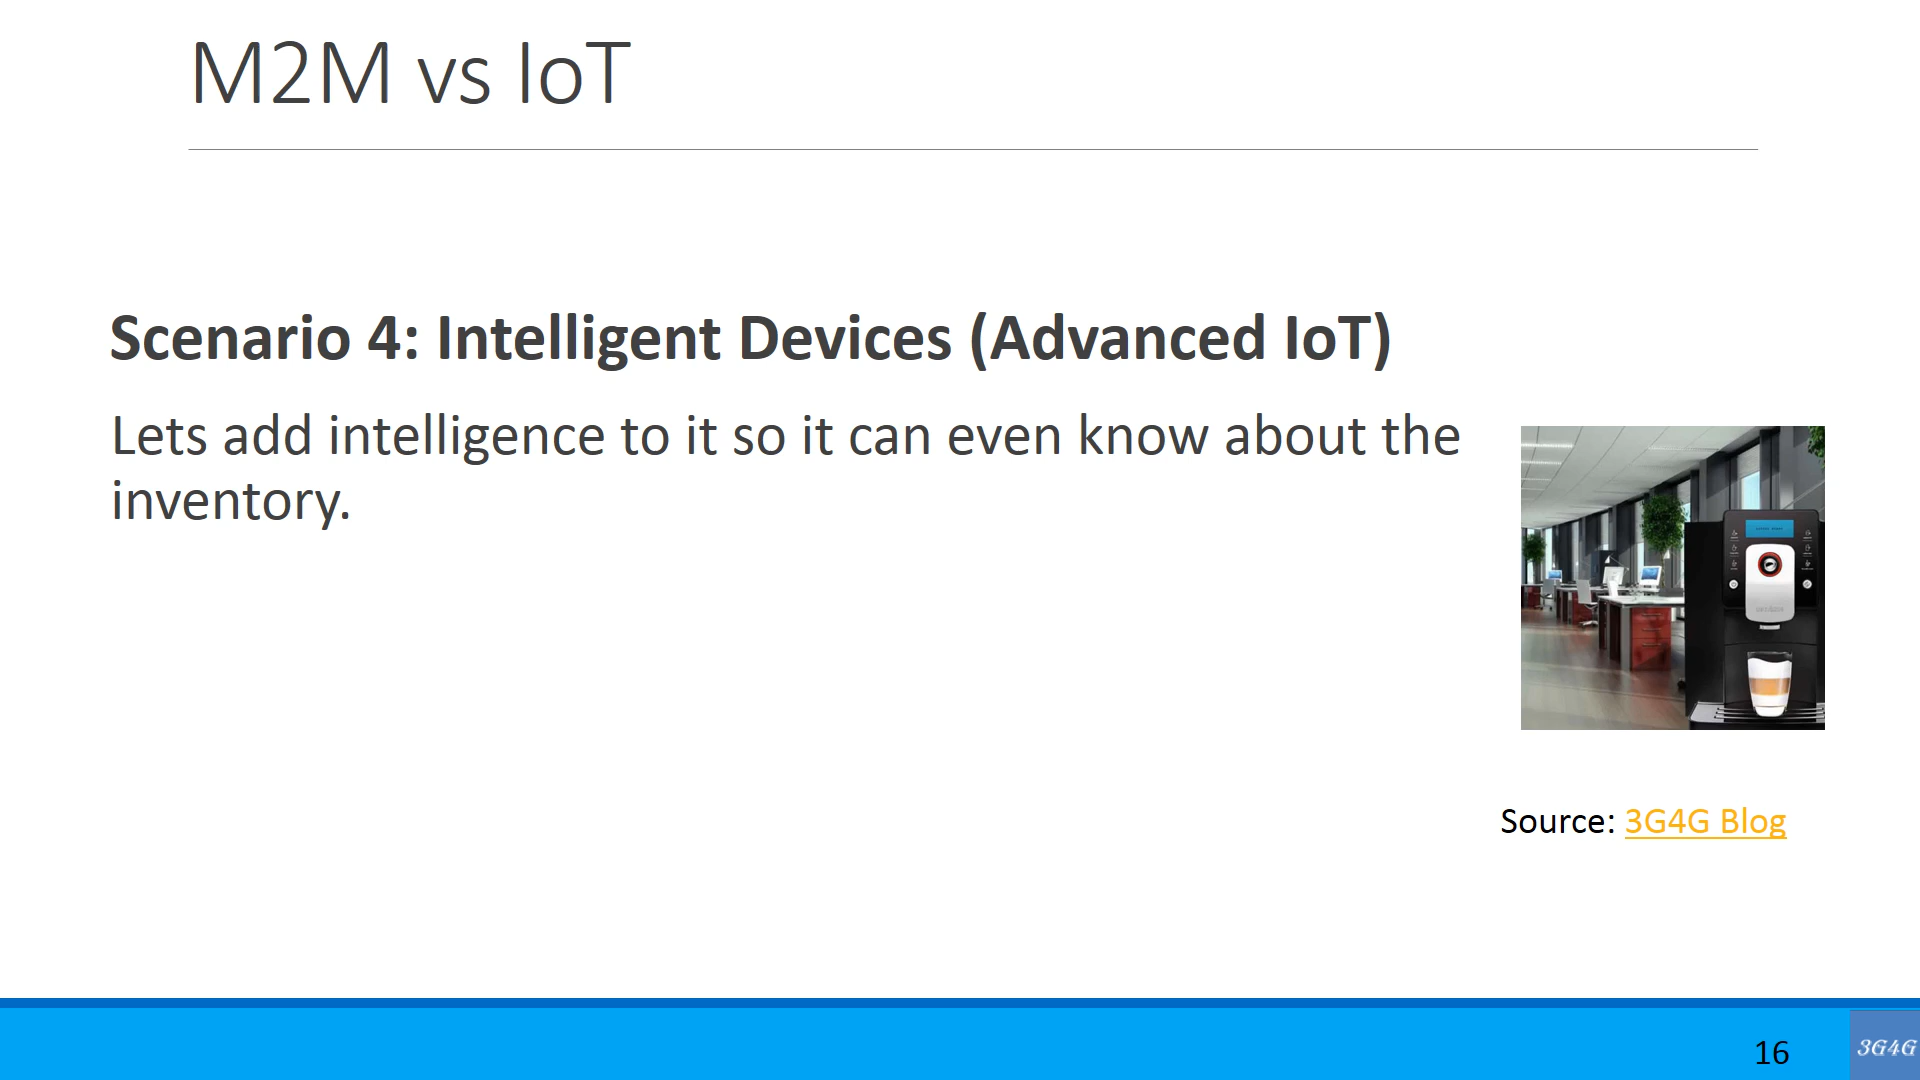 M2M vs IoT
Scenario 4: Intelligent Devices (Advanced IoT)
Lets add intelligence to it so it can even know about the
inventory.
Source: 3G4G Blog
16
3G4G